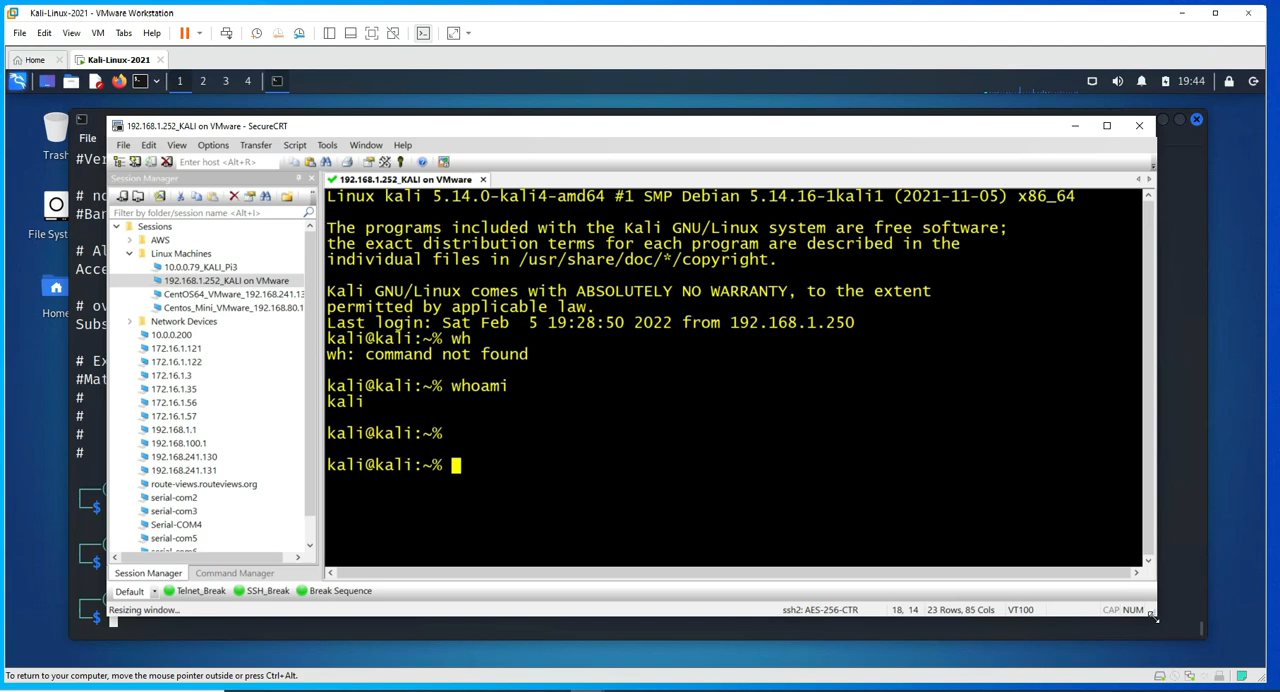 Kali-Linux-2021 - VMware Workstation
File Edit View VM Tabs Help
Home
Kali-Linux-2021
1 2 3 4
19:44
Trash
File Sys
Home
File
#Ver
# no
#Bar
# Al
Acce
# ov
Subs
# Ex
#Mat
#
#
#
#
$
$
$
192.168.1.252_KALI on VMware - SecureCRT
File Edit View Options Transfer Script Tools Window Help
Enter host <Alt+R>
Session Manager
192.168.1.252_KALI on VMware
Filter by folder/session name <Alt+I>
Sessions
AWS
Linux Machines
10.0.0.79_KALI_Pi3
192.168.1.252_KALI on VMware
CentOS64_VMware_192.168.241.13
Centos_Mini_VMware_192.168.80.1
Network Devices
10.0.0.200
172.16.1.121
172.16.1.122
172.16.1.3
172.16.1.35
172.16.1.56
172.16.1.57
192.168.1.1
192.168.100.1
192.168.241.130
192.168.241.131
route-views.routeviews.org
serial-com2
serial-com3
Serial-COM4
serial-com5
serial-com6
Session Manager Command Manager
Linux kali 5.14.0-kali4-amd64 #1 SMP Debian 5.14.16-1kali1 (2021-11-05) x86_64
The programs included with the Kali GNU/Linux system are free software;
the exact distribution terms for each program are described in the
individual files in /usr/share/doc/*/copyright.
Kali GNU/Linux comes with ABSOLUTELY NO WARRANTY, to the extent
permitted by applicable law.
Last login: Sat Feb  5 19:28:50 2022 from 192.168.1.250
kali@kali:~% wh
wh: command not found
kali@kali:~% whoami
kali
kali@kali:~%
kali@kali:~%
Default Telnet_Break SSH_Break Break Sequence
Resizing window... ssh2: AES-256-CTR 18, 14 23 Rows, 85 Cols VT100 CAP NUM
To return to your computer, move the mouse pointer outside or press Ctrl+Alt.